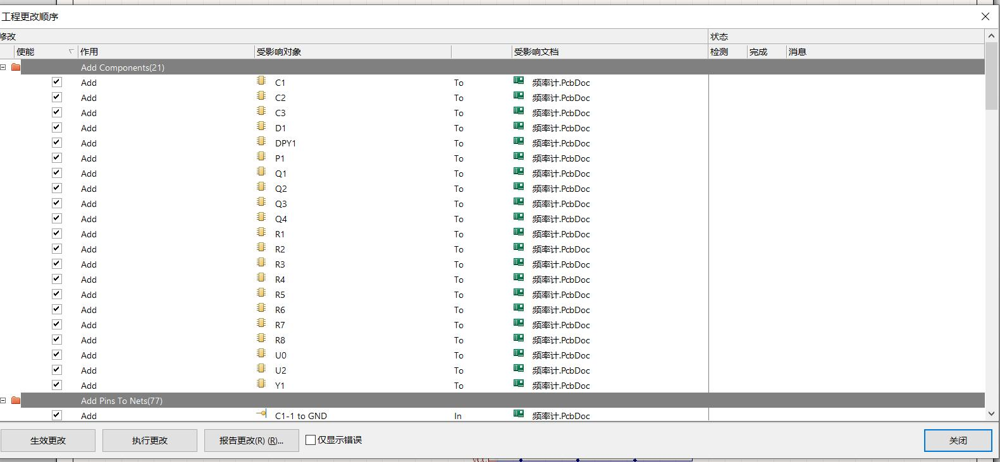 工程更改顺序
修改 状态
使能 作用 受影响对象 受影响文档 检测 完成 消息
Add Components(21)
Add C1 To 频率计.PcbDoc
Add C2 To 频率计.PcbDoc
Add C3 To 频率计.PcbDoc
Add D1 To 频率计.PcbDoc
Add DPY1 To 频率计.PcbDoc
Add P1 To 频率计.PcbDoc
Add Q1 To 频率计.PcbDoc
Add Q2 To 频率计.PcbDoc
Add Q3 To 频率计.PcbDoc
Add Q4 To 频率计.PcbDoc
Add R1 To 频率计.PcbDoc
Add R2 To 频率计.PcbDoc
Add R3 To 频率计.PcbDoc
Add R4 To 频率计.PcbDoc
Add R5 To 频率计.PcbDoc
Add R6 To 频率计.PcbDoc
Add R7 To 频率计.PcbDoc
Add R8 To 频率计.PcbDoc
Add U0 To 频率计.PcbDoc
Add U2 To 频率计.PcbDoc
Add Y1 To 频率计.PcbDoc
Add Pins To Nets(77)
Add C1-1 to GND In 频率计.PcbDoc
生效更改 执行更改 报告更改(R) (R)... 仅显示错误 关闭
VCC